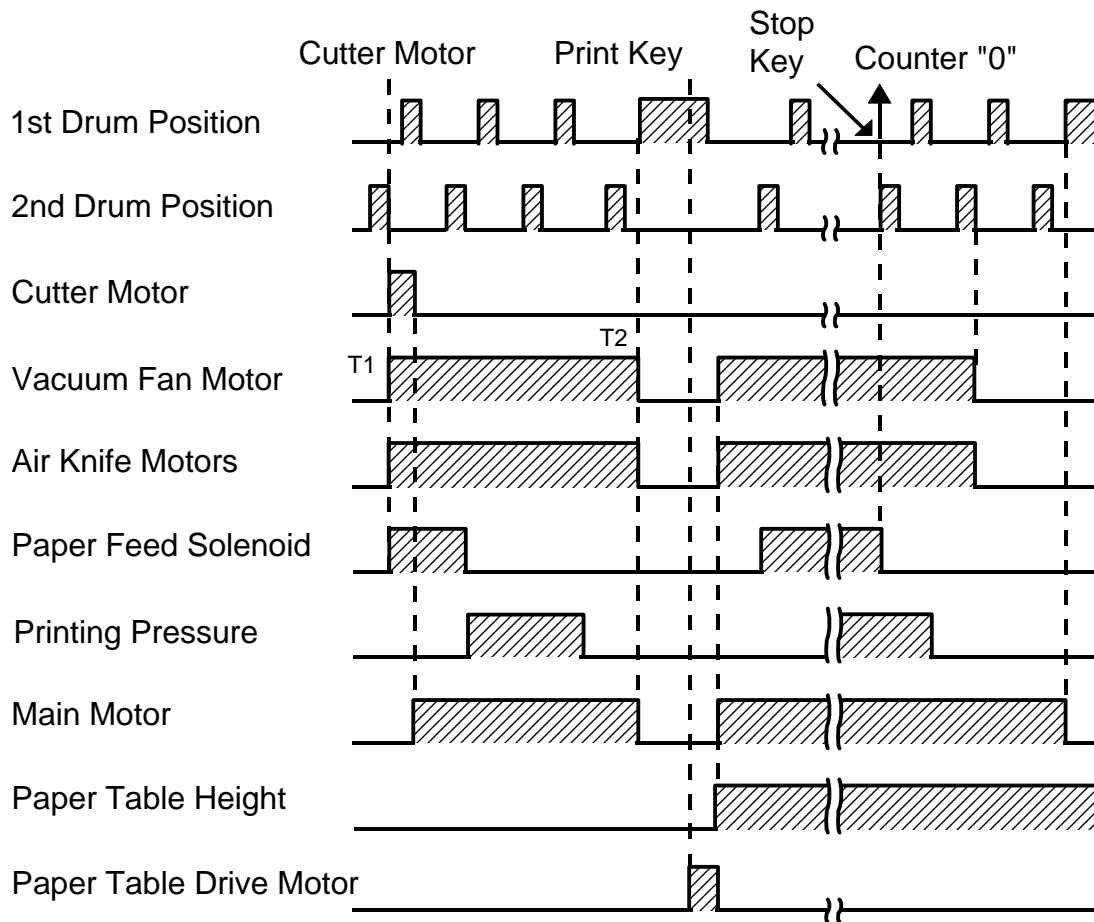 Stop
Key
Cutter Motor
Print Key
Counter "0"
1st Drum Position
2nd Drum Position
Cutter Motor
T1
T2
Vacuum Fan Motor
Air Knife Motors
Paper Feed Solenoid
Printing Pressure
Main Motor
Paper Table Height
Paper Table Drive Motor